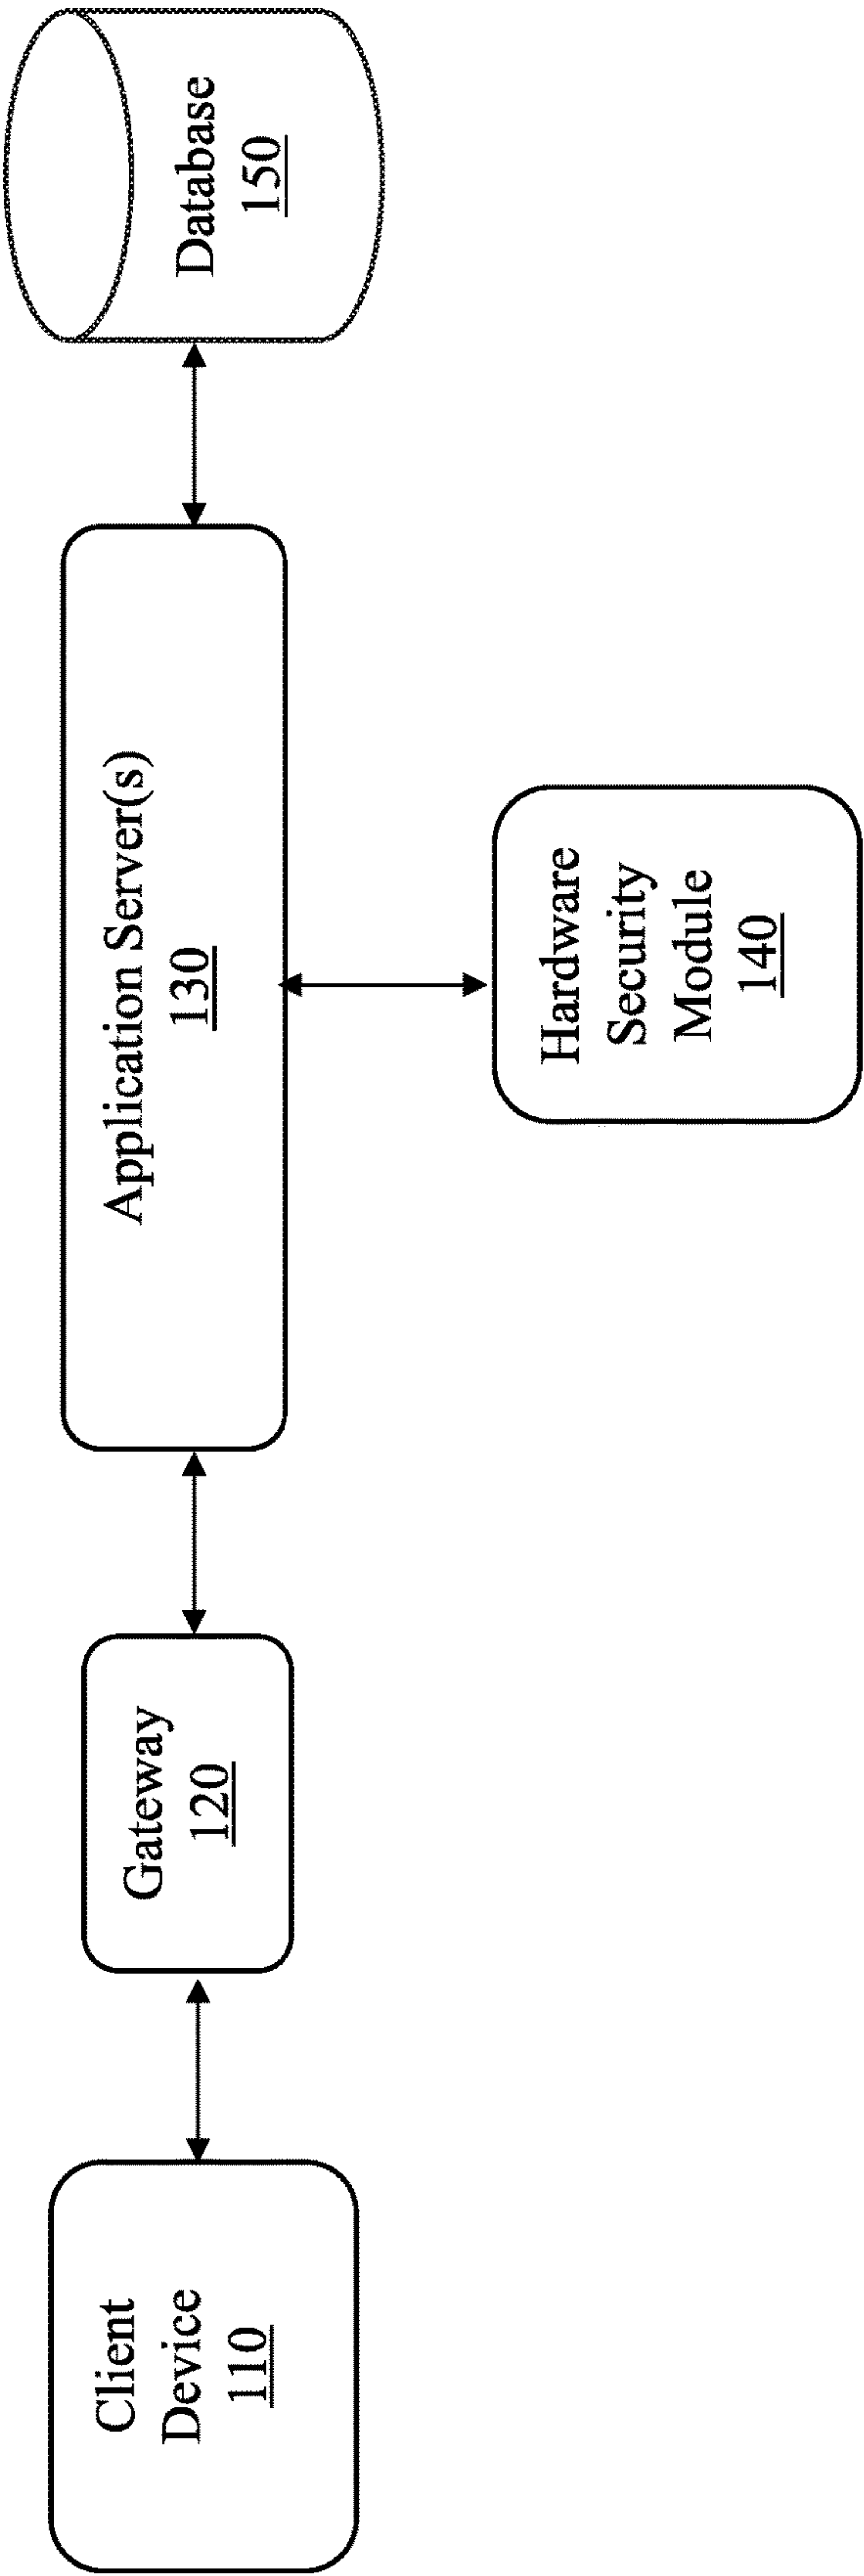 Client
Device
110
Gateway
120
Application Server(s)
130
Hardware
Security
Module
140
Database
150